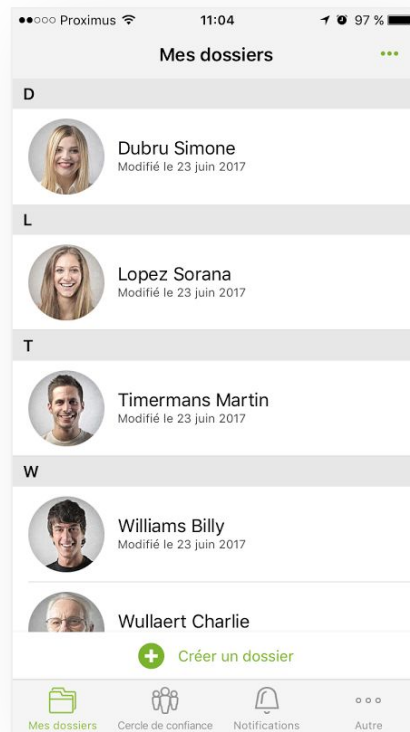 Proximus 11:04 97 %
Mes dossiers
D
Dubru Simone
Modifié le 23 juin 2017
L
Lopez Sorana
Modifié le 23 juin 2017
T
Timermans Martin
Modifié le 23 juin 2017
W
Williams Billy
Modifié le 23 juin 2017
Wullaert Charlie
Créer un dossier
Mes dossiers Cercle de confiance Notifications Autre